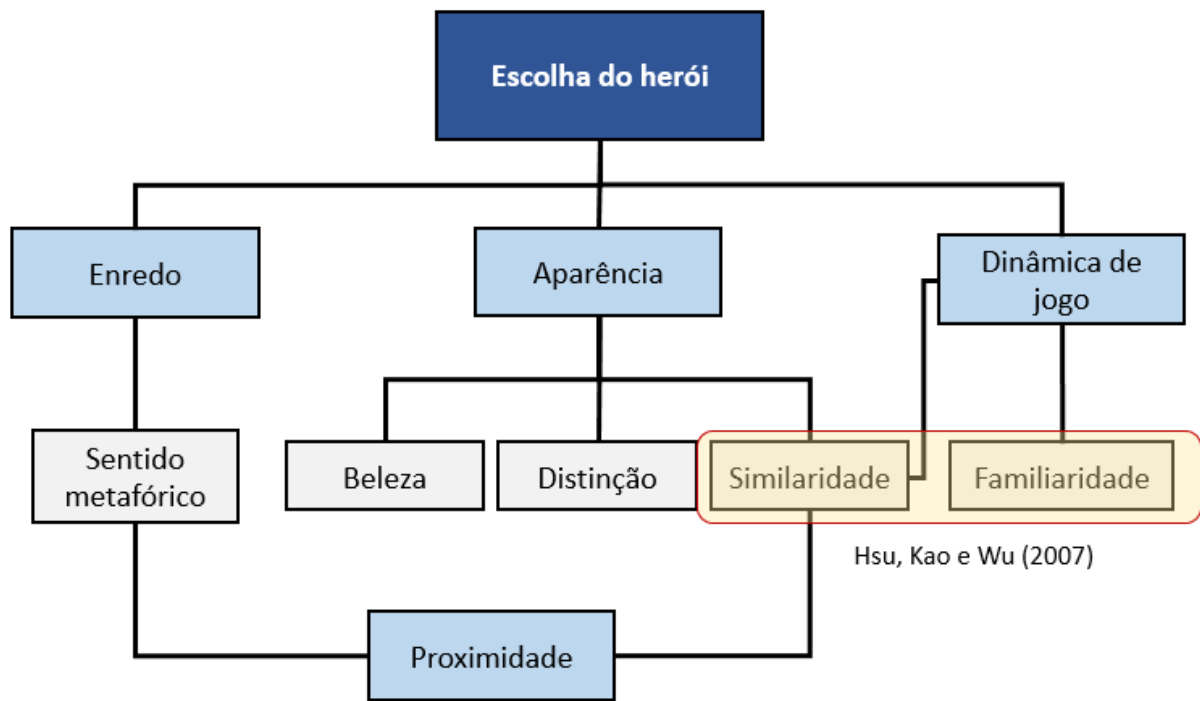 Escolha do herói
Enredo
Aparência
Dinâmica de
jogo
Sentido
metafórico
Beleza
Distinção
Similaridade
Familiaridade
Hsu, Kao e Wu (2007)
Proximidade